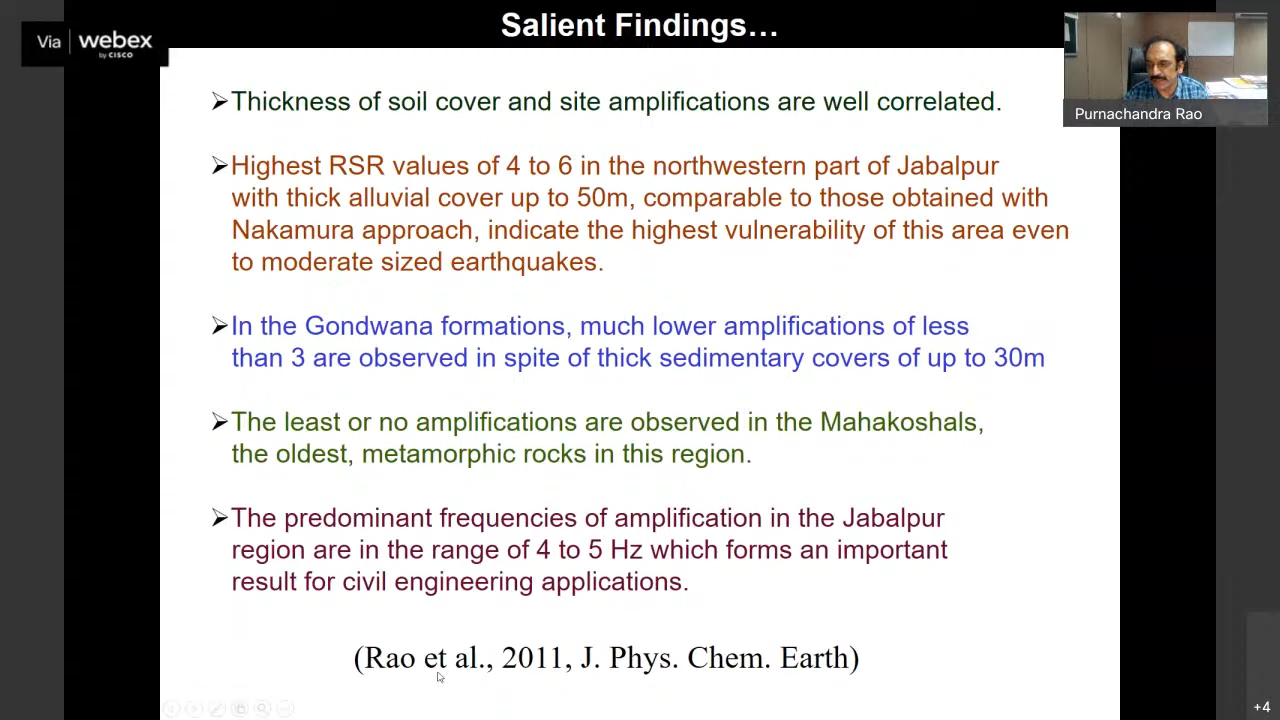 Salient Findings…
Via webex
by CISCO
Purnachandra Rao
➢Thickness of soil cover and site amplifications are well correlated.
➢Highest RSR values of 4 to 6 in the northwestern part of Jabalpur
with thick alluvial cover up to 50m, comparable to those obtained with
Nakamura approach, indicate the highest vulnerability of this area even
to moderate sized earthquakes.
➢In the Gondwana formations, much lower amplifications of less
than 3 are observed in spite of thick sedimentary covers of up to 30m
➢The least or no amplifications are observed in the Mahakoshals,
the oldest, metamorphic rocks in this region.
➢The predominant frequencies of amplification in the Jabalpur
region are in the range of 4 to 5 Hz which forms an important
result for civil engineering applications.
(Rao et al., 2011, J. Phys. Chem. Earth)
+4